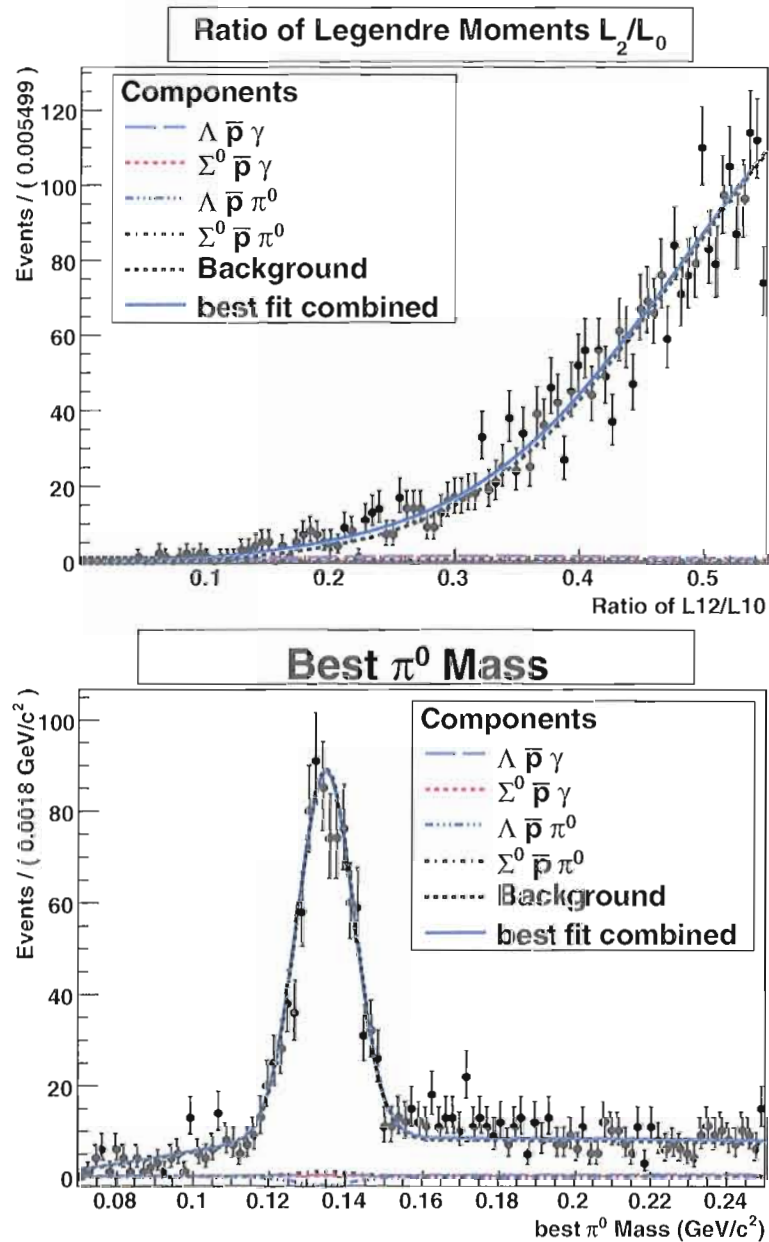 Ratio of Legendre Moments L₂/L₀
Events / ( 0.005499 )
120
100
80
60
40
20
0
Components
Λ p̅ γ
Σ⁰ p̅ γ
Λ p̅ π⁰
Σ⁰ p̅ π⁰
Background
best fit combined
0.1 0.2 0.3 0.4 0.5
Ratio of L12/L10
Best π⁰ Mass
Events / ( 0.0018 GeV/c² )
100
80
60
40
20
0
Components
Λ p̅ γ
Σ⁰ p̅ γ
Λ p̅ π⁰
Σ⁰ p̅ π⁰
Background
best fit combined
0.08 0.1 0.12 0.14 0.16 0.18 0.2 0.22 0.24
best π⁰ Mass (GeV/c²)